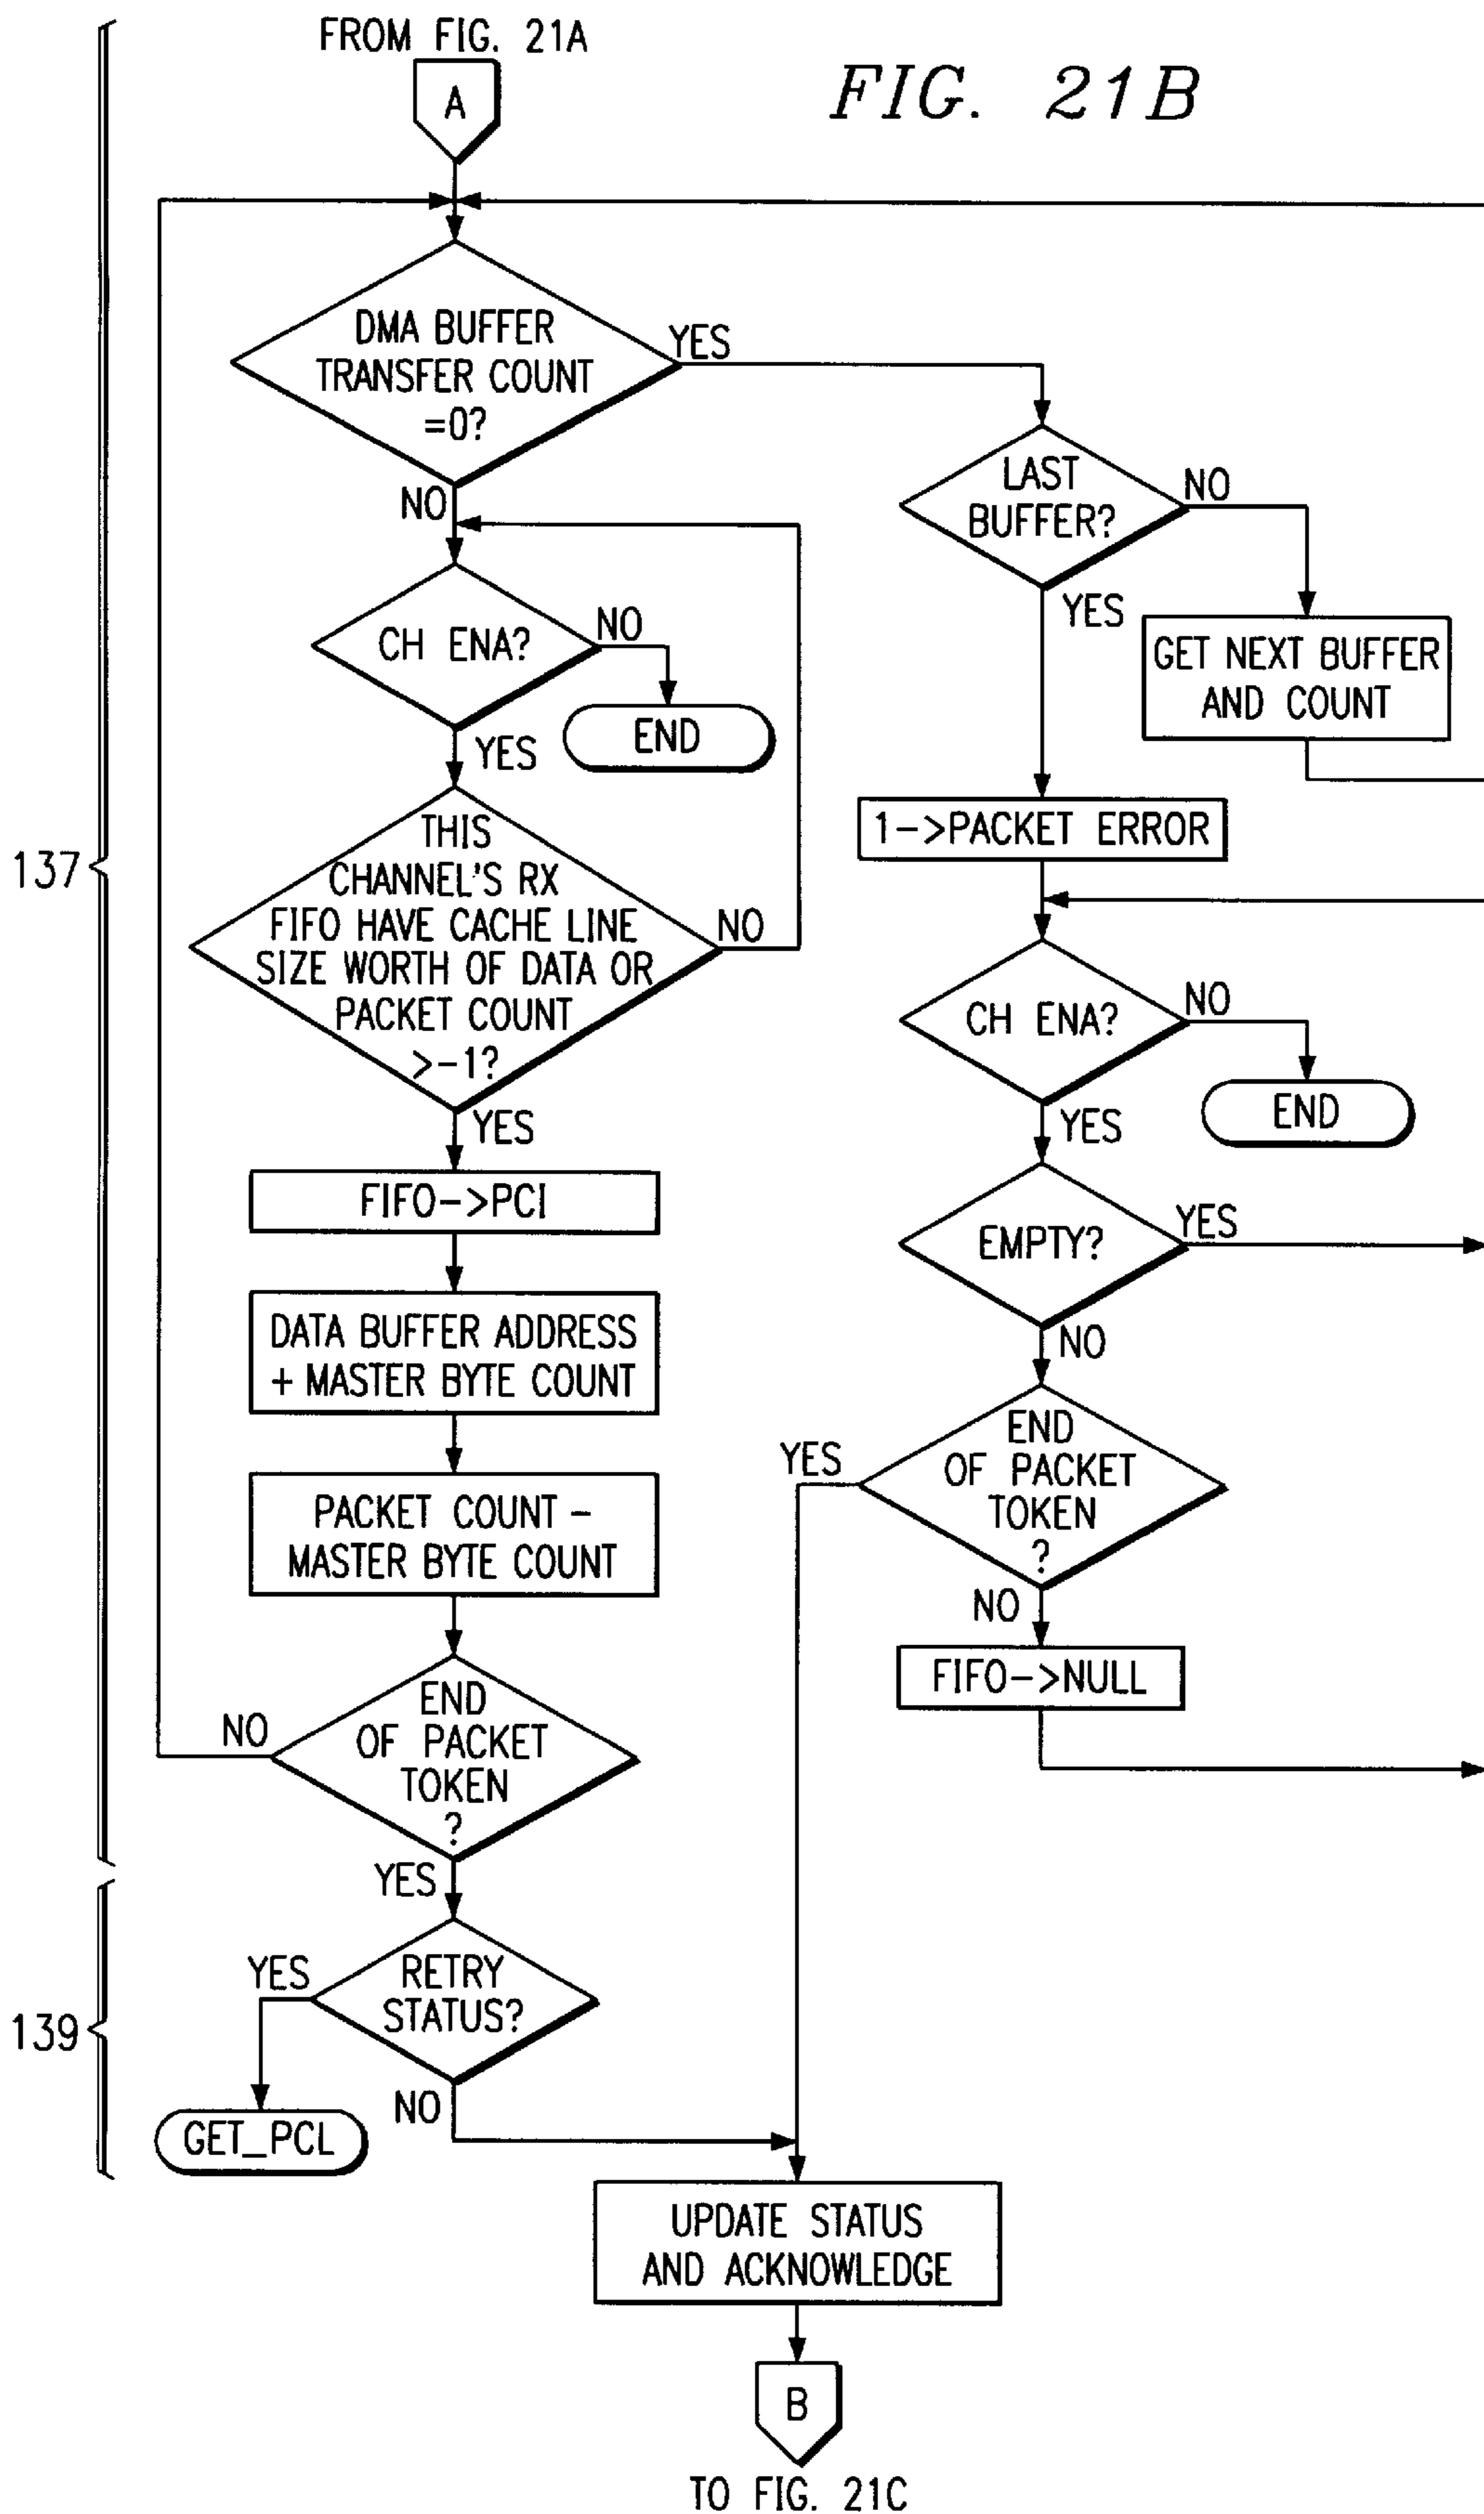 FROM FIG. 21A
A
FIG. 21B
DMA BUFFER
TRANSFER COUNT
=0?
YES
NO
LAST
BUFFER?
NO
YES
GET NEXT BUFFER
AND COUNT
CH ENA?
NO
END
YES
1->PACKET ERROR
THIS
CHANNEL'S RX
FIFO HAVE CACHE LINE
SIZE WORTH OF DATA OR
PACKET COUNT
>-1?
NO
YES
137
CH ENA?
NO
END
YES
FIFO->PCI
EMPTY?
YES
NO
DATA BUFFER ADDRESS
+ MASTER BYTE COUNT
END
OF PACKET
TOKEN
?
YES
NO
PACKET COUNT -
MASTER BYTE COUNT
FIFO->NULL
END
OF PACKET
TOKEN
?
NO
YES
RETRY
STATUS?
YES
NO
139
GET_PCL
UPDATE STATUS
AND ACKNOWLEDGE
B
TO FIG. 21C